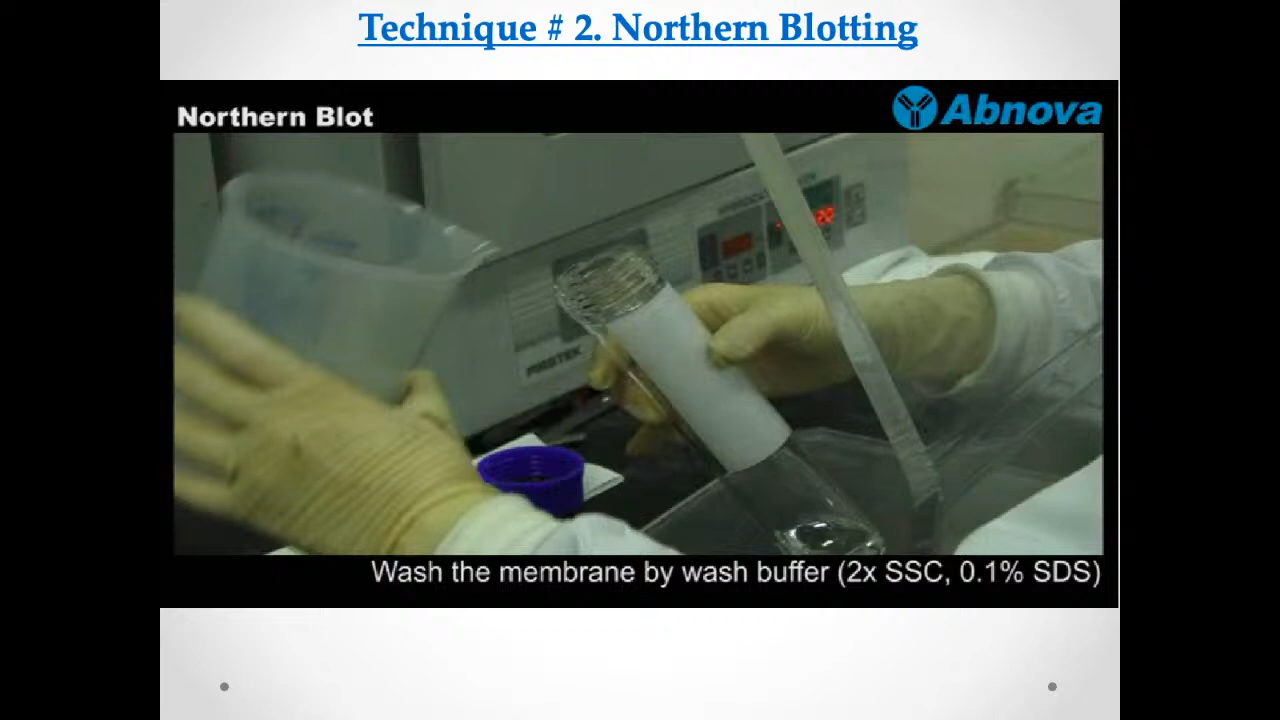 Technique # 2. Northern Blotting
Northern Blot
Abnova
Wash the membrane by wash buffer (2x SSC, 0.1% SDS)